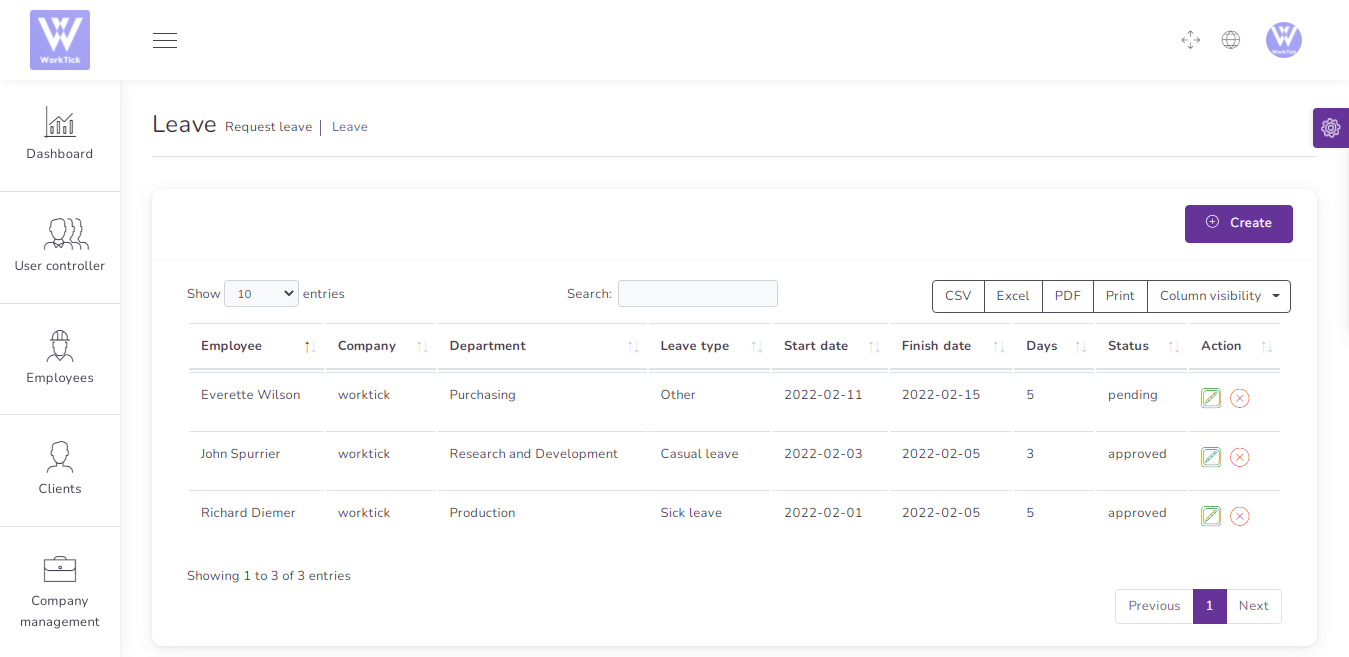 WorkTick
WorkTick
Leave Request leave | Leave
Dashboard
User controller
Employees
Clients
Company
management
Create
Show 10 entries Search: CSV Excel PDF Print Column visibility
Employee Company Department Leave type Start date Finish date Days Status Action
Everette Wilson worktick Purchasing Other 2022-02-11 2022-02-15 5 pending
John Spurrier worktick Research and Development Casual leave 2022-02-03 2022-02-05 3 approved
Richard Diemer worktick Production Sick leave 2022-02-01 2022-02-05 5 approved
Showing 1 to 3 of 3 entries
Previous 1 Next